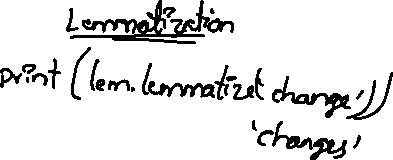 Lemmatization
print (lem.lemmatize('change'))
'changes'